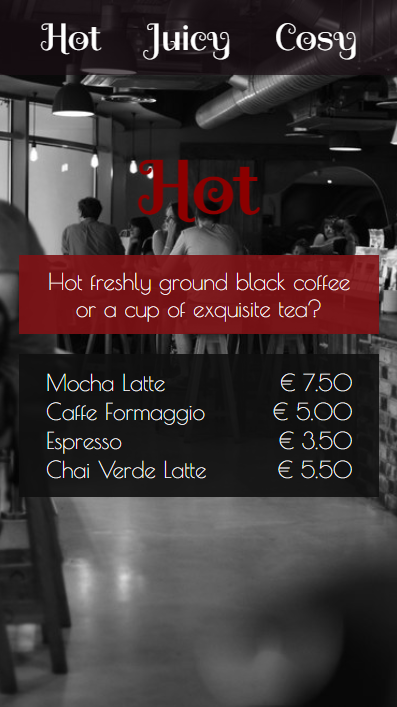 Hot Juicy Cosy
Hot
Hot freshly ground black coffee
or a cup of exquisite tea?
Mocha Latte € 7.50
Caffe Formaggio € 5.00
Espresso € 3.50
Chai Verde Latte € 5.50